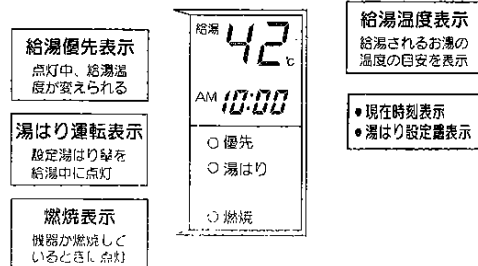 給湯優先表示
点灯中、給湯温
度が変えられる
湯はり運転表示
設定湯はり量を
給湯中に点灯
燃焼表示
機器が燃焼して
いるときに点灯
給湯
42℃
AM 10:00
優先
湯はり
燃焼
給湯温度表示
給湯されるお湯の
温度の目安を表示
●現在時刻表示
●湯はり設定量表示